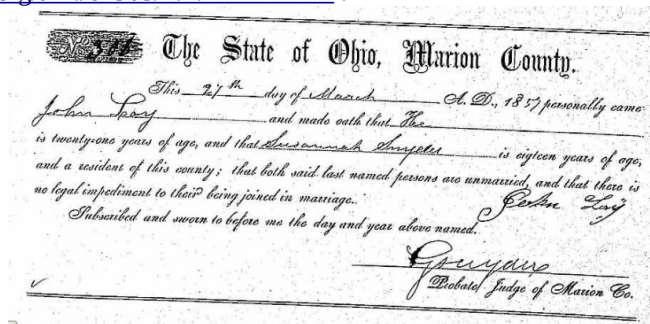 The State of Ohio, Marion County.
This 27th day of March A. D., 1857 personally came
John Loy and made oath that He
is twenty-one years of age, and that Susannah Snyder is eigteen years of age,
and a resident of this county; that both said last named persons are unmarried, and that there is
no legal impediment to their being joined in marriage.
John Loy
Subscribed and sworn to before me the day and year above named.
Probate Judge of Marion Co.